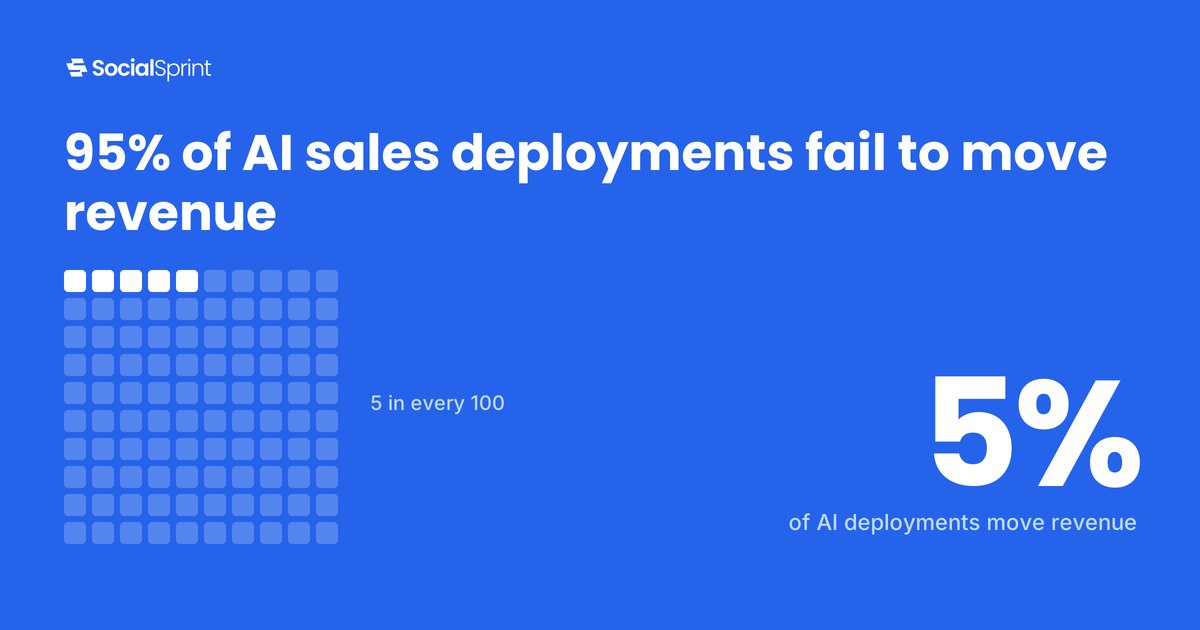 SocialSprint
95% of AI sales deployments fail to move
revenue
5 in every 100
5%
of AI deployments move revenue